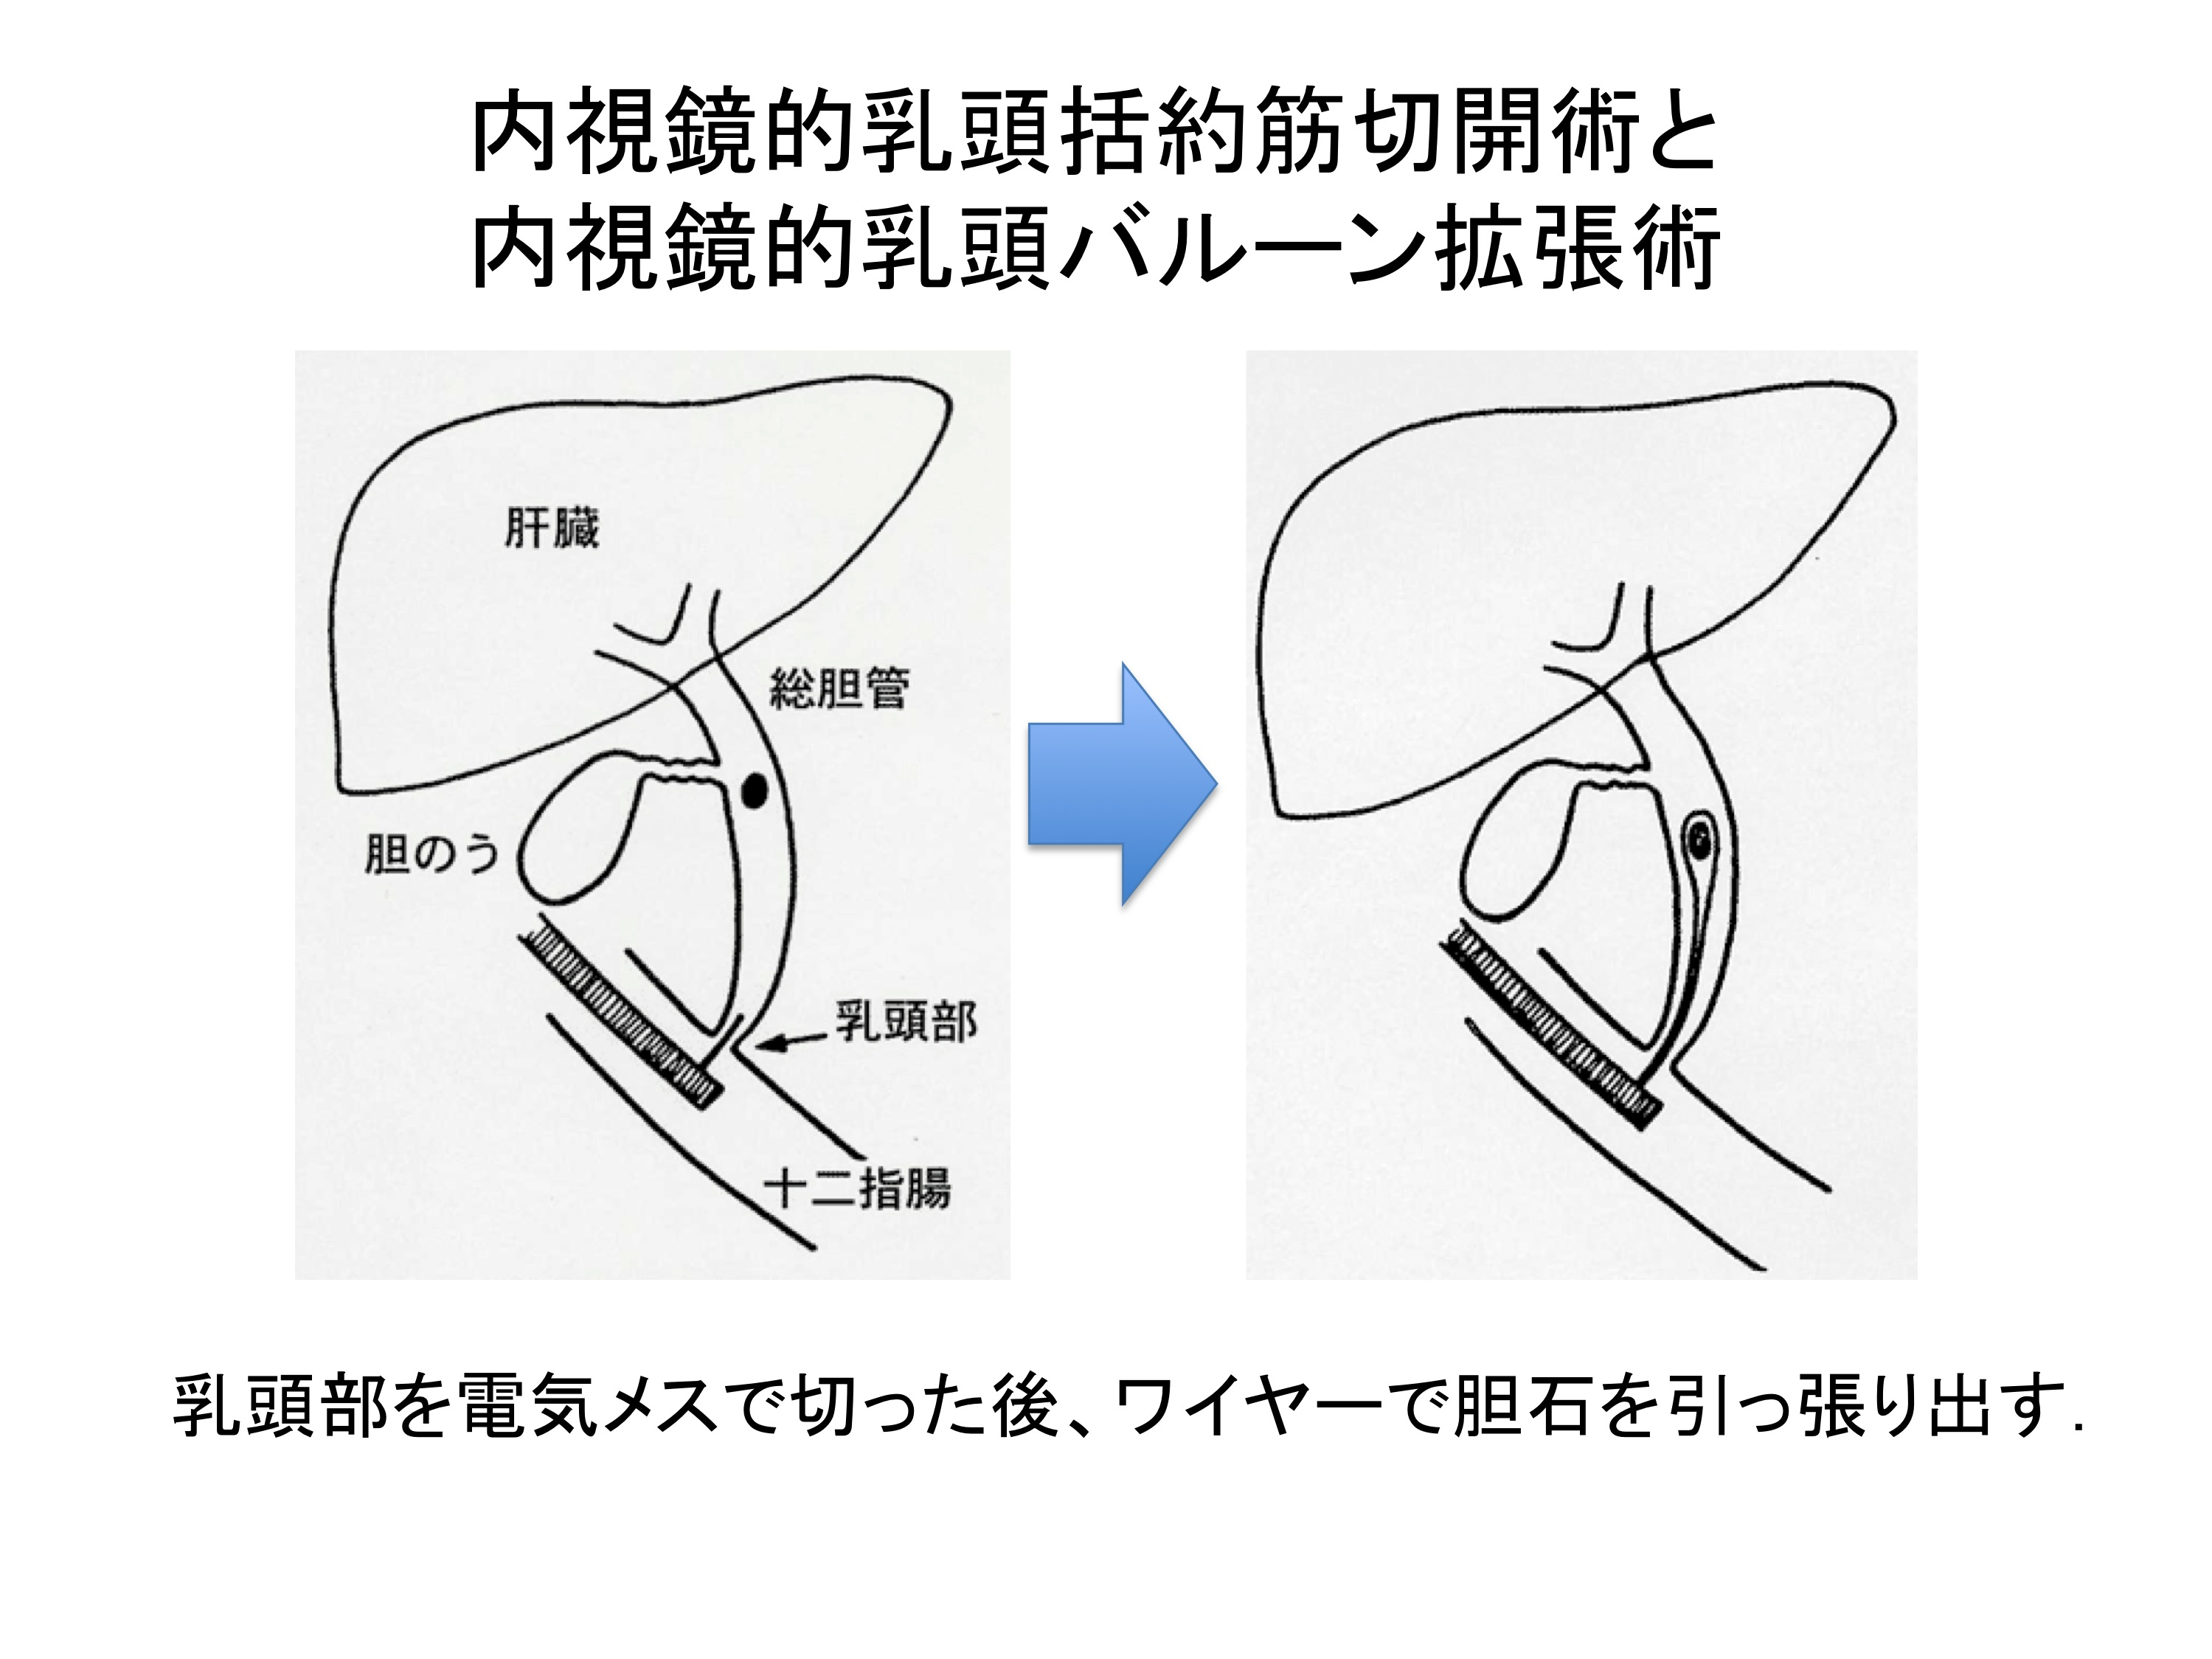 内視鏡的乳頭括約筋切開術と
内視鏡的乳頭バルーン拡張術
肝臓
総胆管
胆のう
乳頭部
十二指腸
乳頭部を電気メスで切った後、ワイヤーで胆石を引っ張り出す.